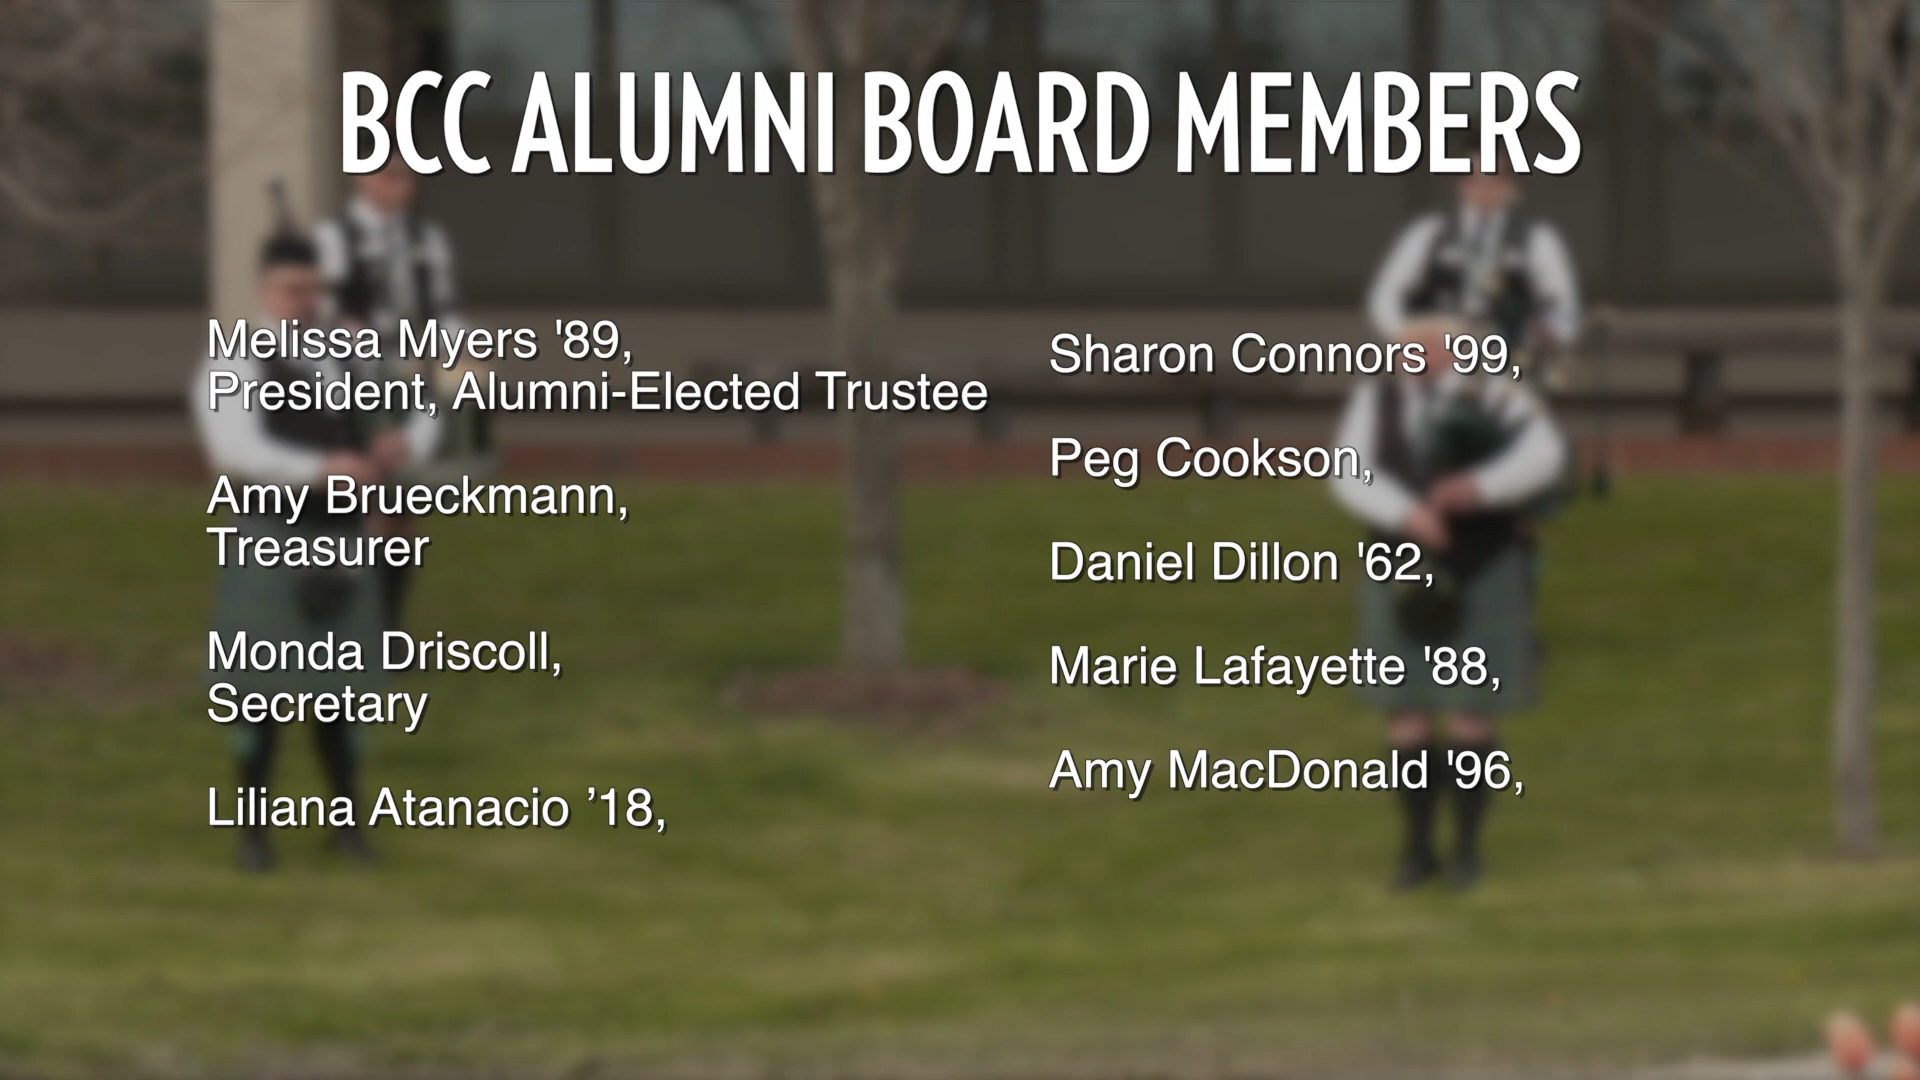 BCC ALUMNI BOARD MEMBERS
Melissa Myers '89,
President, Alumni-Elected Trustee
Amy Brueckmann,
Treasurer
Monda Driscoll,
Secretary
Liliana Atanacio ’18,
Sharon Connors '99,
Peg Cookson,
Daniel Dillon '62,
Marie Lafayette '88,
Amy MacDonald '96,